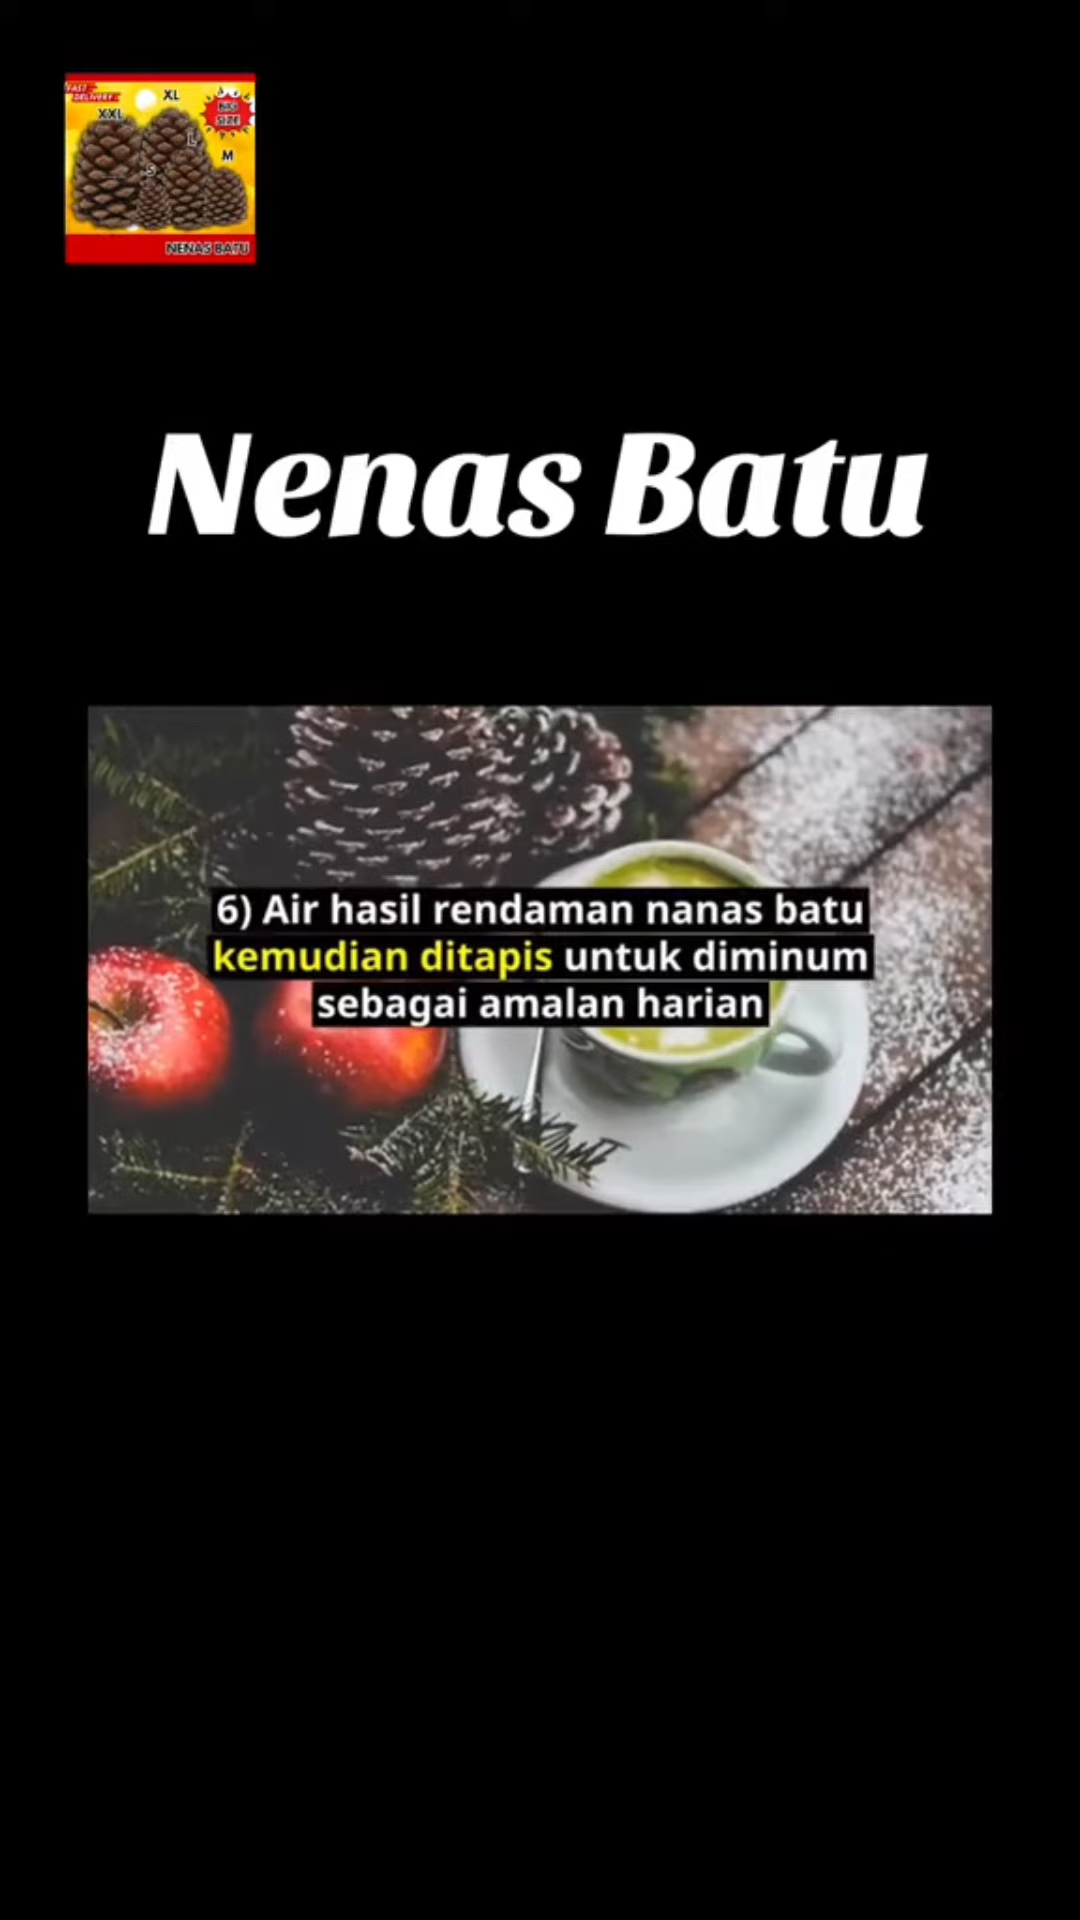 FAST
DELIVERY
XL
XXL
BIG
SIZE
L
M
S
NENAS BATU
Nenas Batu
6) Air hasil rendaman nanas batu
kemudian ditapis untuk diminum
sebagai amalan harian